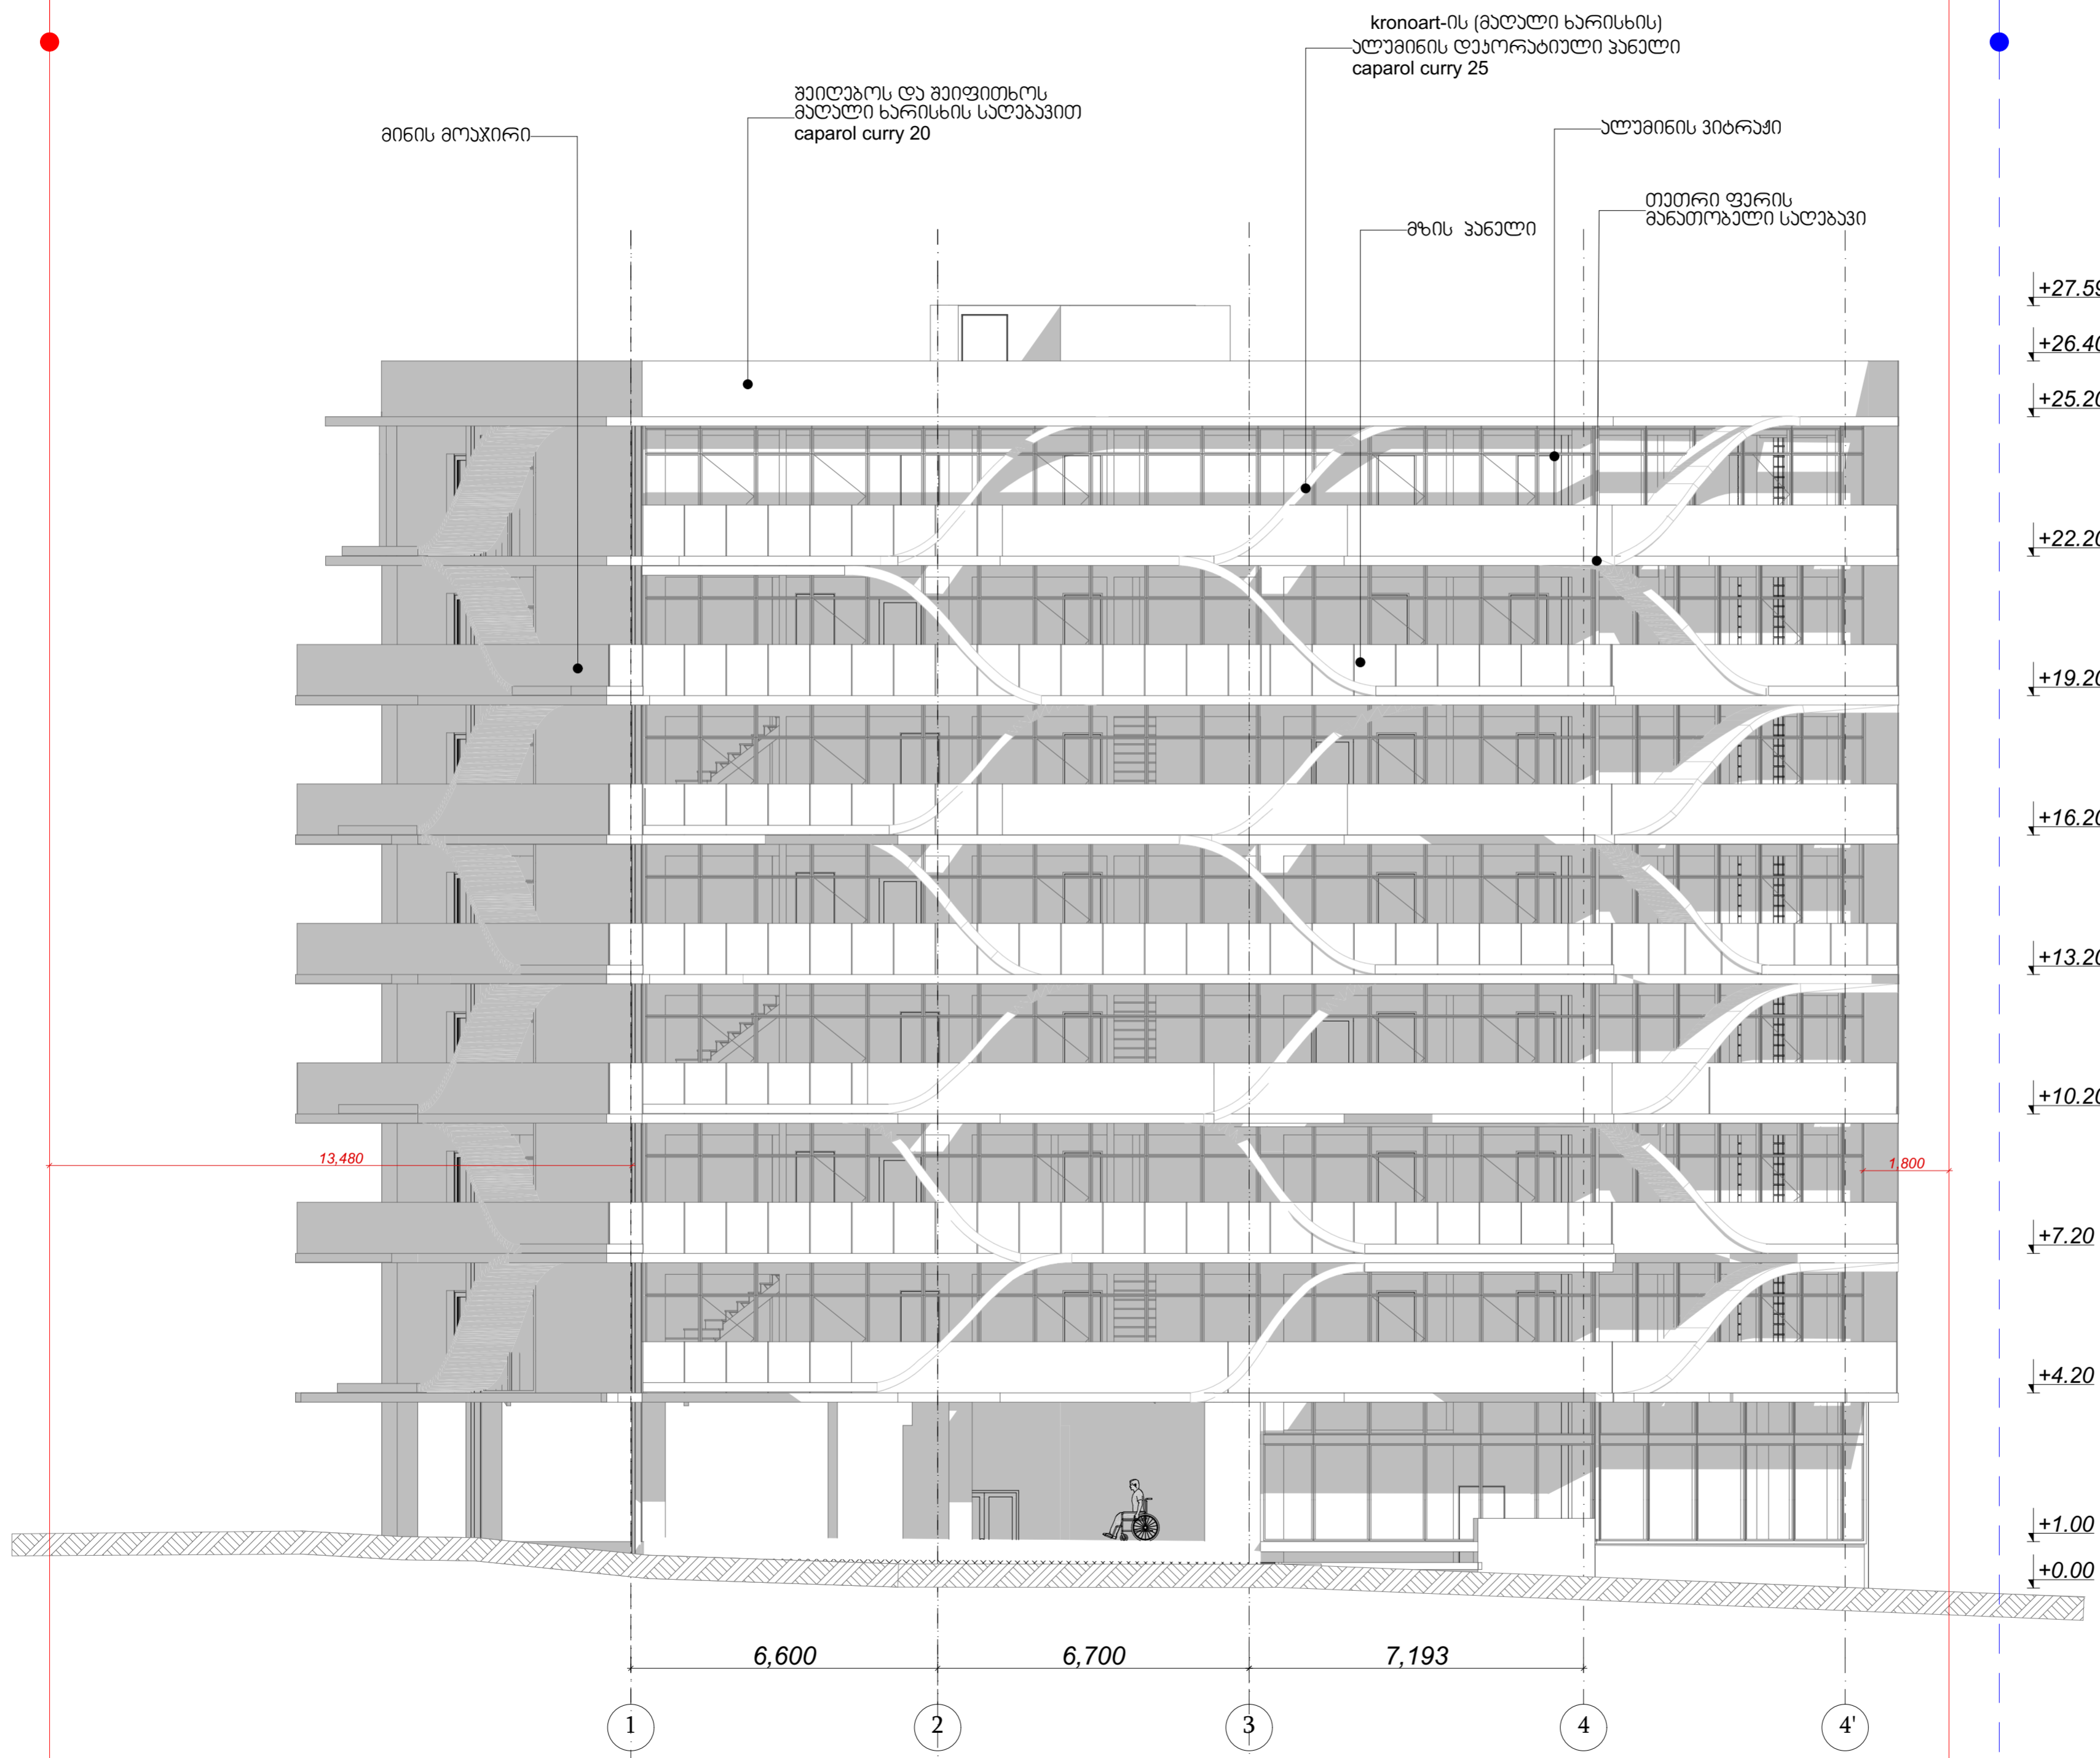 kronoart-ის (მაღალი ხარისხის)
ალუმინის დეკორატიული პანელი
caparol curry 25
შეიღებოს და შეიფითხოს
მაღალი ხარისხის საღებავით
caparol curry 20
მინის მოაჯირი
ალუმინის ვიტრაჟი
თეთრი ფერის
მანათობელი საღებავი
მზის პანელი
+27.59
+26.40
+25.20
+22.20
+19.20
+16.20
+13.20
+10.20
13,480
1,800
+7.20
+4.20
+1.00
+0.00
6,600
6,700
7,193
1
2
3
4
4'